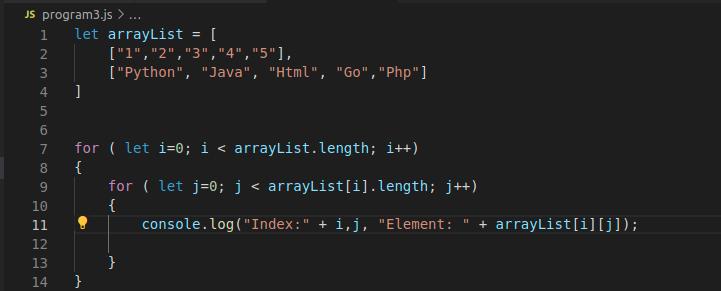 JS program3.js > ...
1 let arrayList = [
2     ["1","2","3","4","5"],
3     ["Python", "Java", "Html", "Go","Php"]
4 ]
5
6
7 for ( let i=0; i < arrayList.length; i++)
8 {
9     for ( let j=0; j < arrayList[i].length; j++)
10     {
11         console.log("Index:" + i,j, "Element: " + arrayList[i][j]);
12
13     }
14 }